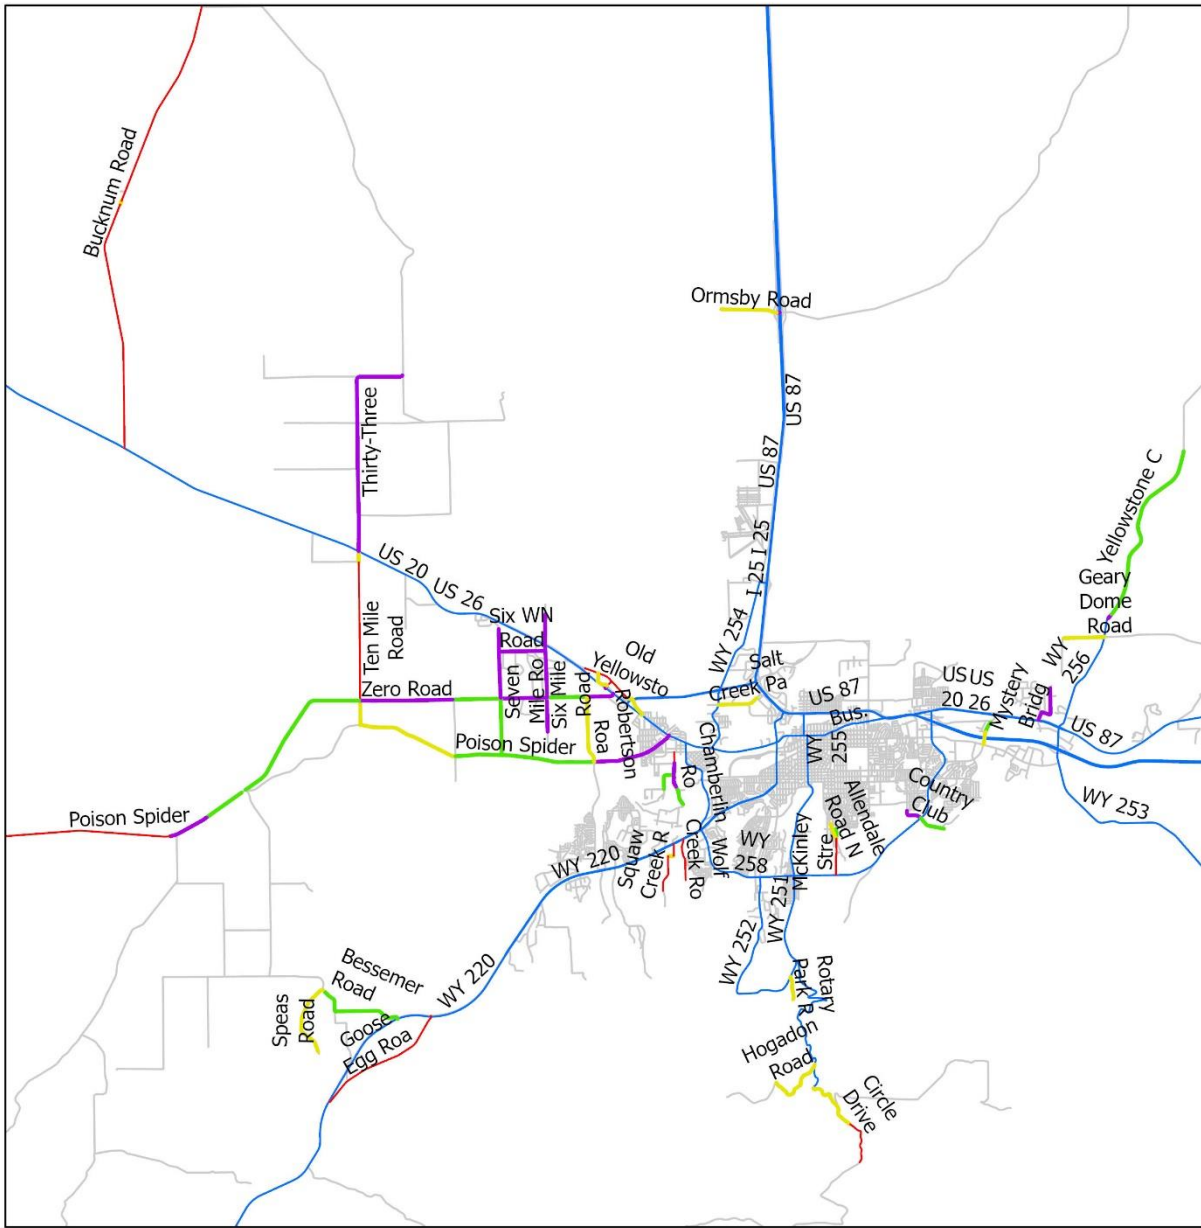 Bucknum Road
Ormsby Road
US 87
Thirty-Three
US 87
Yellowstone C
I 25 I 25
US 20
US 26
Geary
Dome
Road
Six WN
Road
Ten Mile
Road
WY 254
Old
Yellowsto
Salt
Creek Pa
WY
256
Zero Road
Seven
Mile Ro
Six Mile
Road
Robertson
Roa
US 87
Bus.
US US
20 26
Mystery
Bridg
US 87
Poison Spider
WY
255
Chamberlin
Ro
Country
Club
WY 253
Poison Spider
Allendale
Road N
Stre
McKinley
WY 220
Squaw
Creek R
Creek Ro
Wolf
WY
258
WY 251
WY 252
Bessemer
Road
WY 220
Rotary
Park R
Speas
Road
Goose
Egg Roa
Hogadon
Road
Circle
Drive